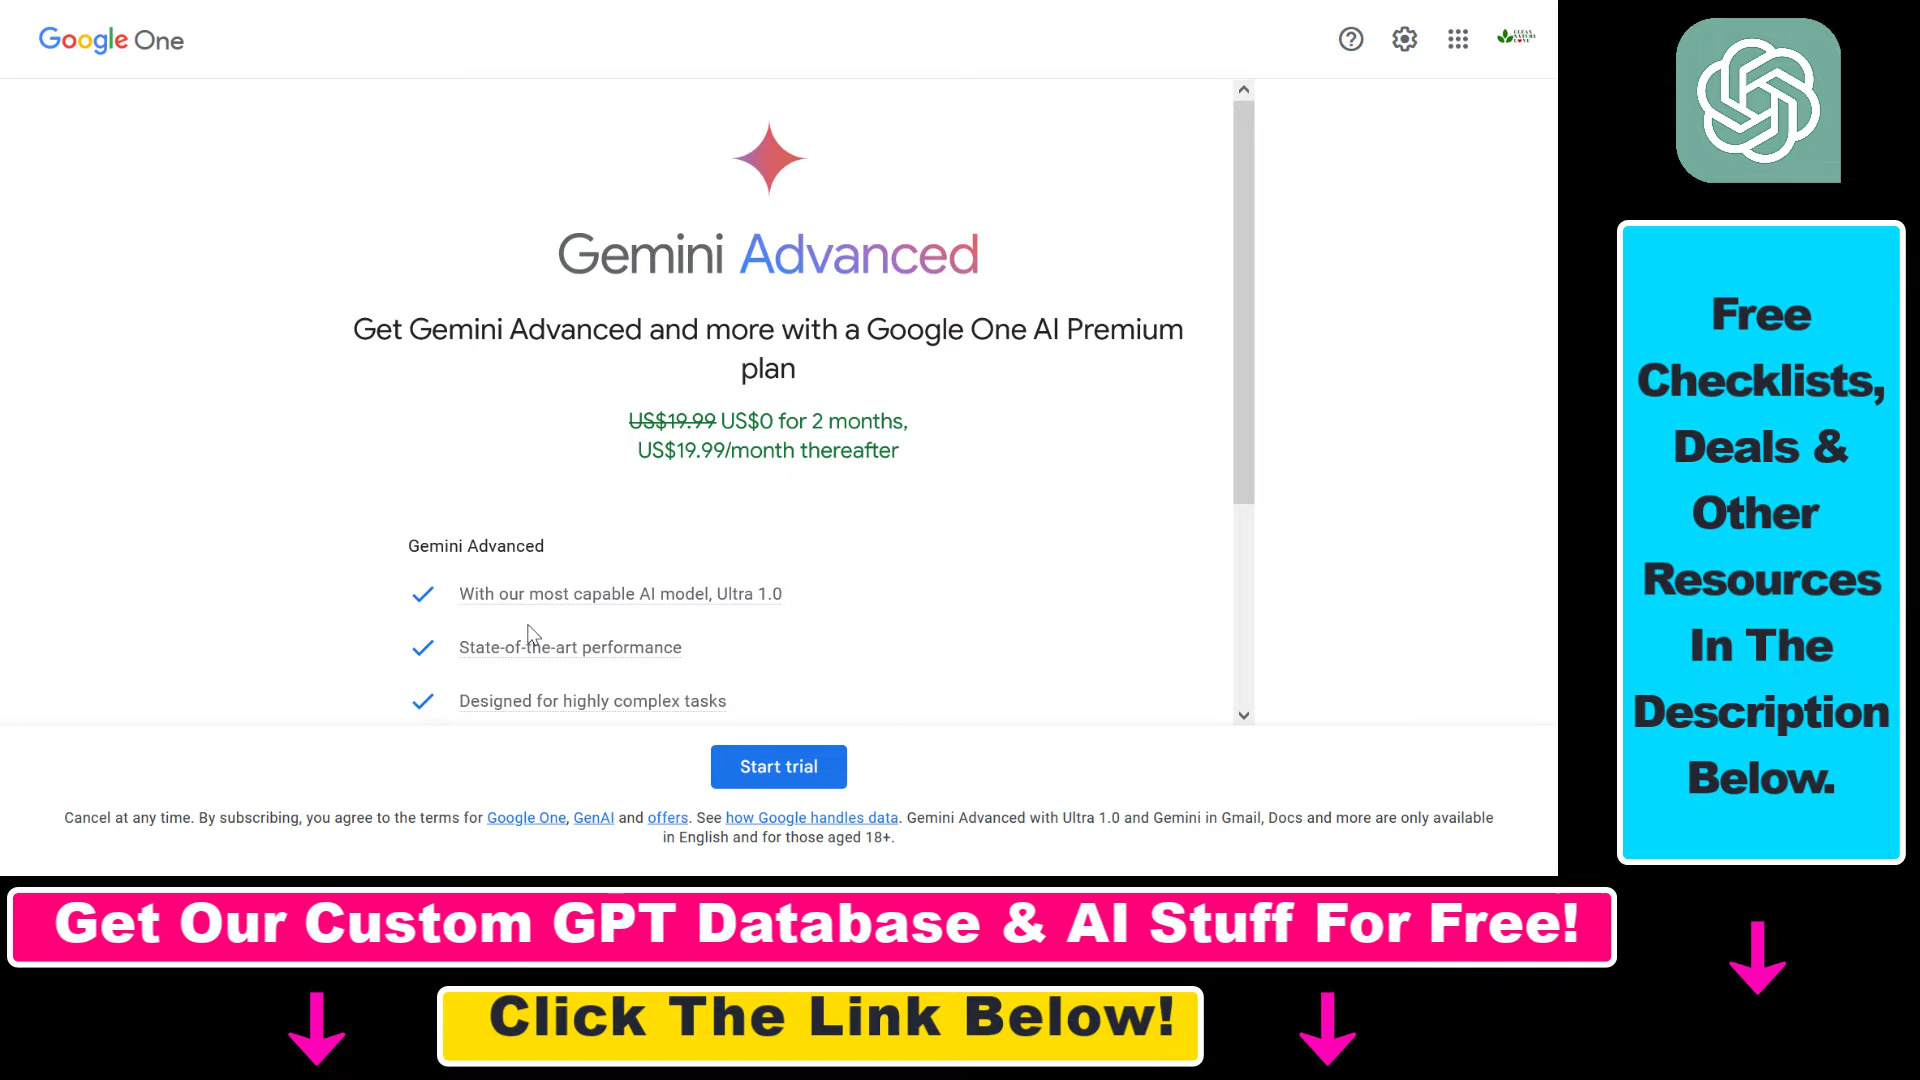 Google One
CLEAN
NATURE
LOVE
Gemini Advanced
Get Gemini Advanced and more with a Google One AI Premium
plan
US$19.99 US$0 for 2 months,
US$19.99/month thereafter
Gemini Advanced
With our most capable AI model, Ultra 1.0
State-of-the-art performance
Designed for highly complex tasks
Start trial
Cancel at any time. By subscribing, you agree to the terms for Google One, GenAI and offers. See how Google handles data. Gemini Advanced with Ultra 1.0 and Gemini in Gmail, Docs and more are only available
in English and for those aged 18+.
Free
Checklists,
Deals &
Other
Resources
In The
Description
Below.
Get Our Custom GPT Database & AI Stuff For Free!
Click The Link Below!